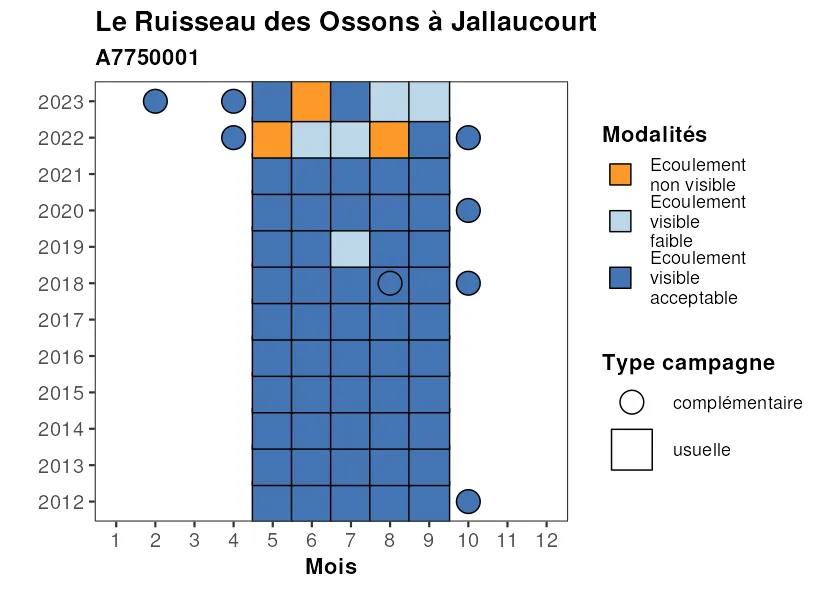 Le Ruisseau des Ossons à Jallaucourt
A7750001
2023
2022
2021
2020
2019
2018
2017
2016
2015
2014
2013
2012
1 2 3 4 5 6 7 8 9 10 11 12
Mois
Modalités
Ecoulement
non visible
Ecoulement
visible
faible
Ecoulement
visible
acceptable
Type campagne
complémentaire
usuelle